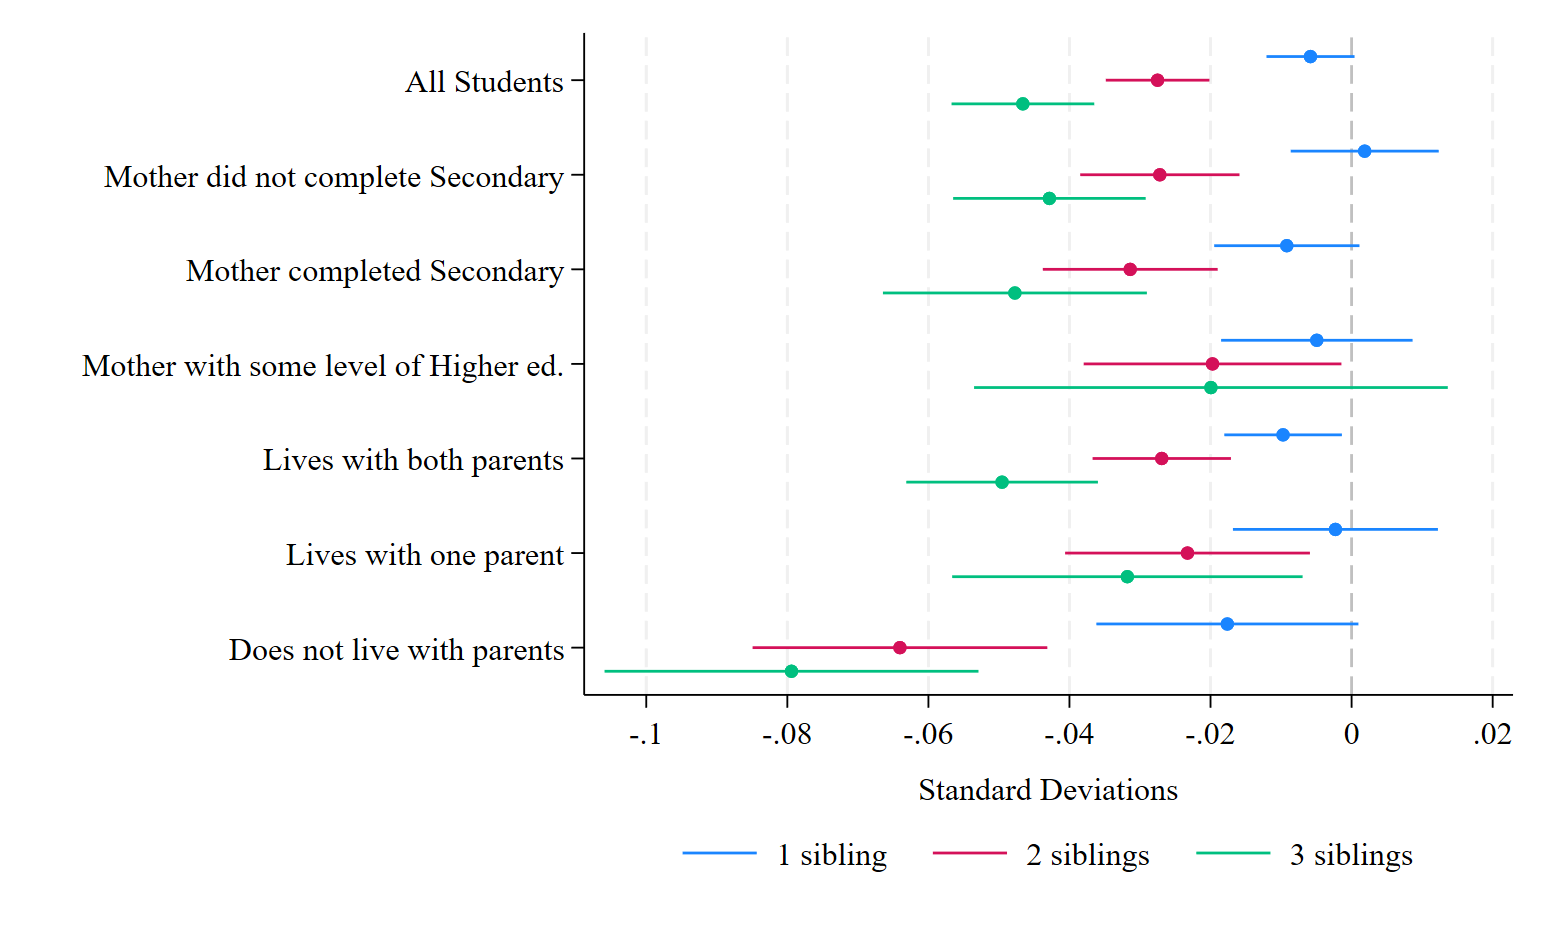 All Students
Mother did not complete Secondary
Mother completed Secondary
Mother with some level of Higher ed.
Lives with both parents
Lives with one parent
Does not live with parents
-.1 -.08 -.06 -.04 -.02 0 .02
Standard Deviations
1 sibling 2 siblings 3 siblings